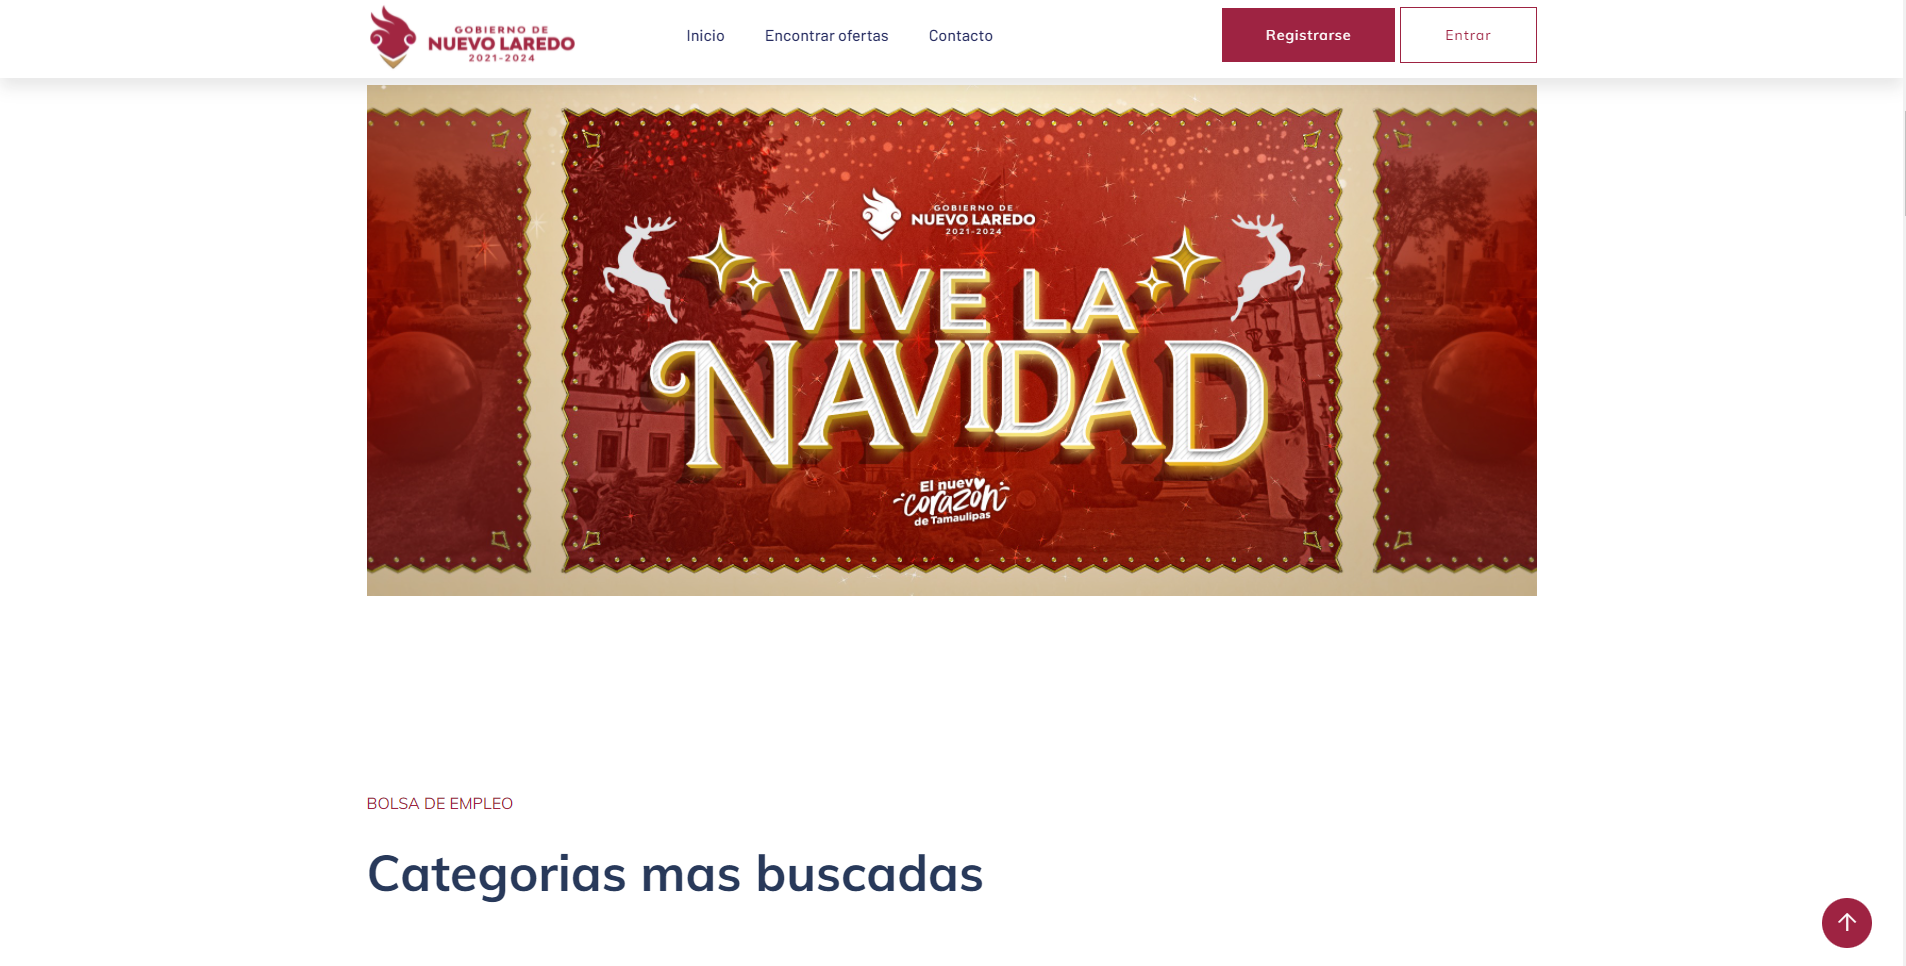 GOBIERNO DE
NUEVO LAREDO
2021-2024
Inicio
Encontrar ofertas
Contacto
Registrarse
Entrar
GOBIERNO DE
NUEVO LAREDO
2021-2024
VIVE LA
NAVIDAD
El nuevo
corazón
de Tamaulipas
BOLSA DE EMPLEO
Categorias mas buscadas